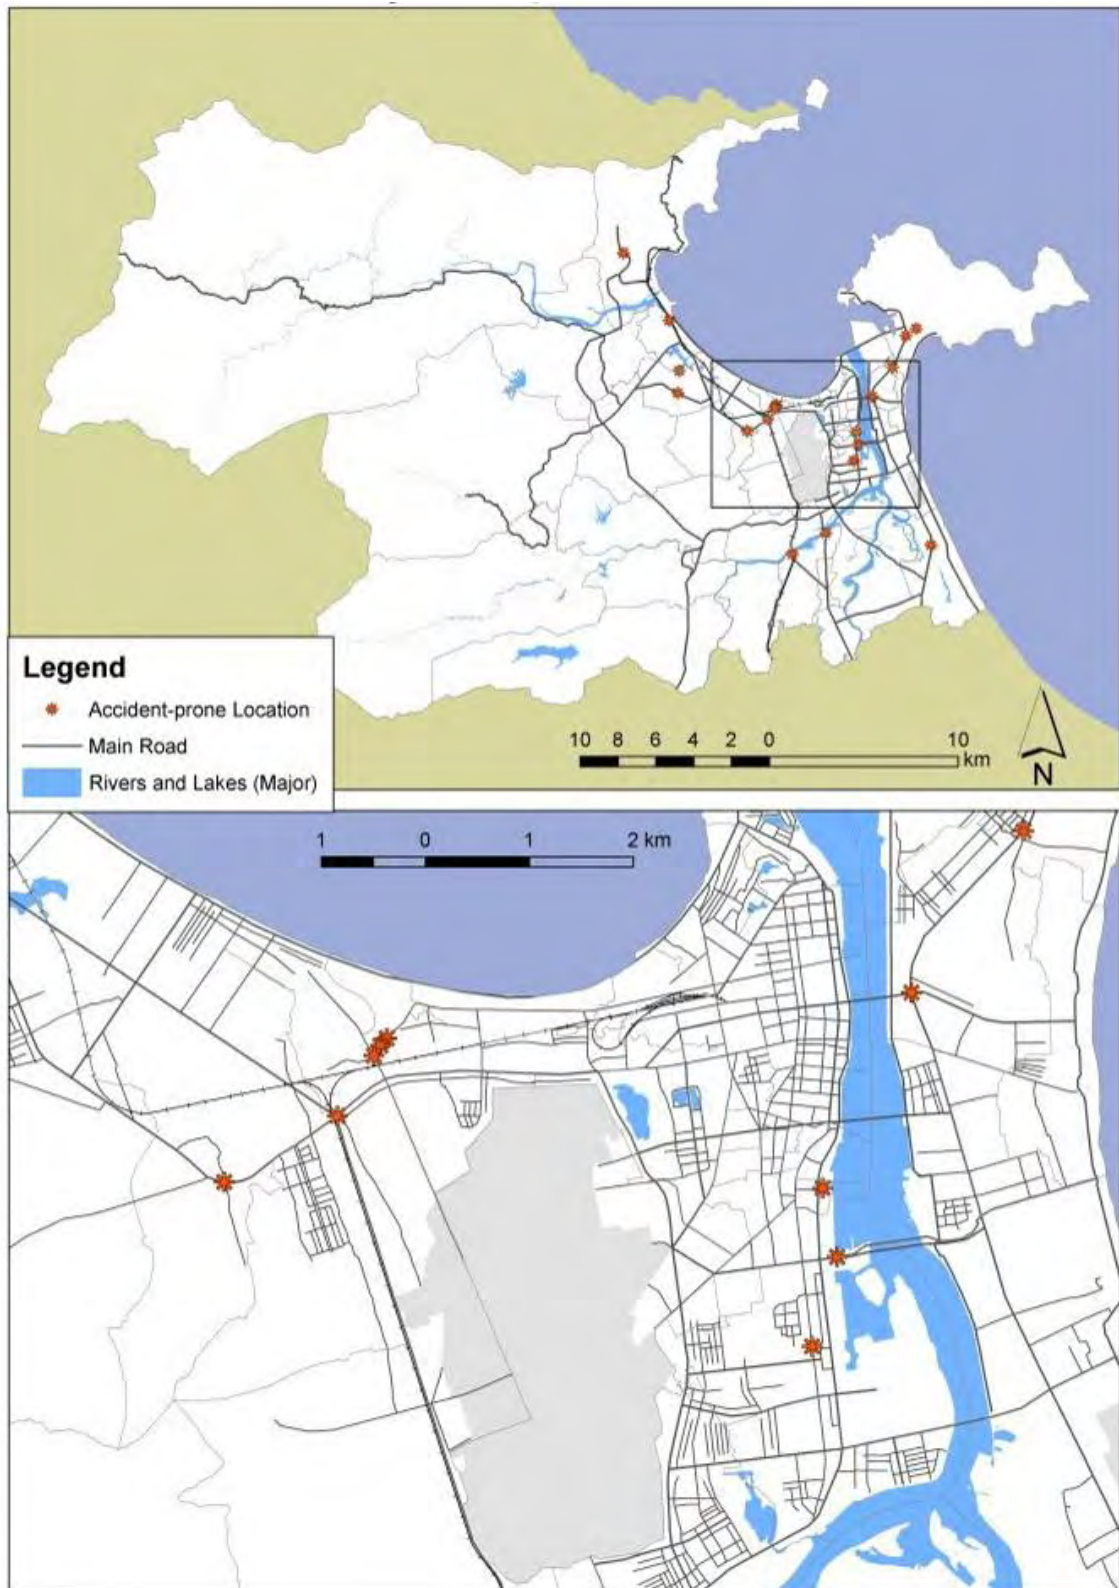 Legend
Accident-prone Location
Main Road
Rivers and Lakes (Major)
10 8 6 4 2 0 10
km
N
1 0 1 2 km